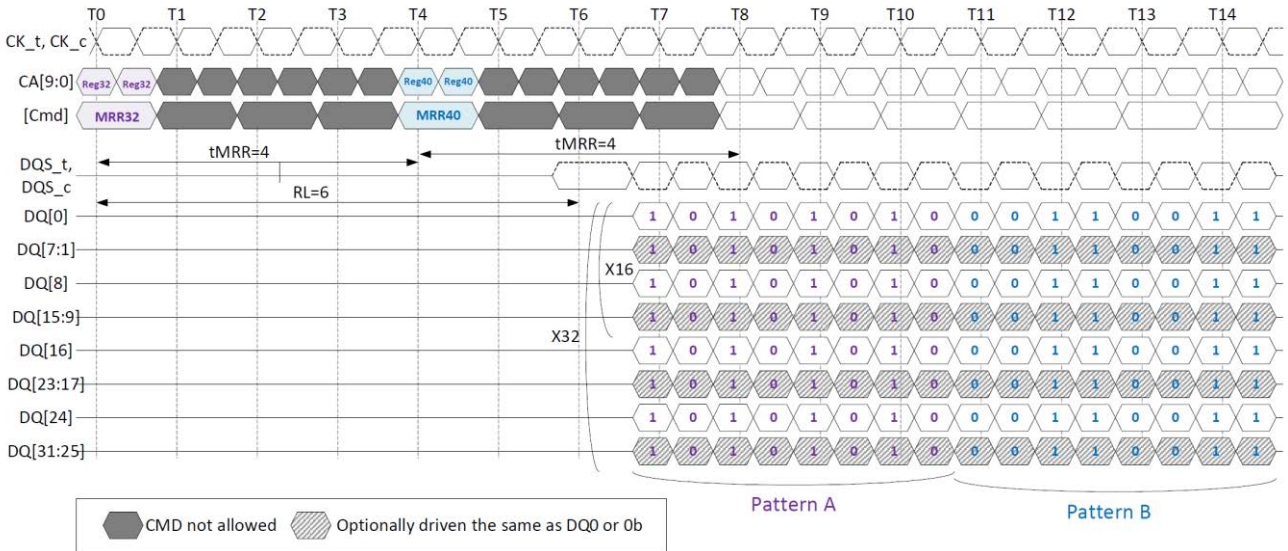 T0 T1 T2 T3 T4 T5 T6 T7 T8 T9 T10 T11 T12 T13 T14
CK_t, CK_c
CA[9:0] Reg32 Reg32 Reg40 Reg40
[Cmd] MRR32 MRR40
tMRR=4 tMRR=4
DQS_t,
DQS_c
RL=6
DQ[0] 1 0 1 0 1 0 1 0 0 0 1 1 0 0 1 1
DQ[7:1] 1 0 1 0 1 0 1 0 0 0 1 1 0 0 1 1
X16
DQ[8] 1 0 1 0 1 0 1 0 0 0 1 1 0 0 1 1
DQ[15:9] 1 0 1 0 1 0 1 0 0 0 1 1 0 0 1 1
X32
DQ[16] 1 0 1 0 1 0 1 0 0 0 1 1 0 0 1 1
DQ[23:17] 1 0 1 0 1 0 1 0 0 0 1 1 0 0 1 1
DQ[24] 1 0 1 0 1 0 1 0 0 0 1 1 0 0 1 1
DQ[31:25] 1 0 1 0 1 0 1 0 0 0 1 1 0 0 1 1
Pattern A Pattern B
CMD not allowed Optionally driven the same as DQ0 or 0b